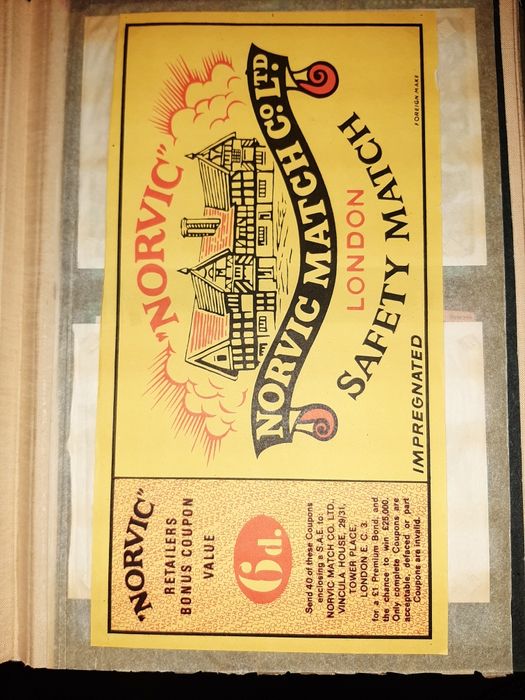 "NORVIC"
NORVIC MATCH Co. LTD.
LONDON
SAFETY MATCH
IMPREGNATED
FOREIGN MAKE
"NORVIC"
RETAILERS
BONUS COUPON
VALUE
6d.
Send 40 of these Coupons
enclosing a S.A.E. to:
NORVIC MATCH CO. LTD.,
VINCULA HOUSE, 29/31,
TOWER PLACE,
LONDON E.C. 3.
for a £1 Premium Bond, and
the chance to win £25,000.
Only complete Coupons are
acceptable, defaced or part
Coupons are invalid.